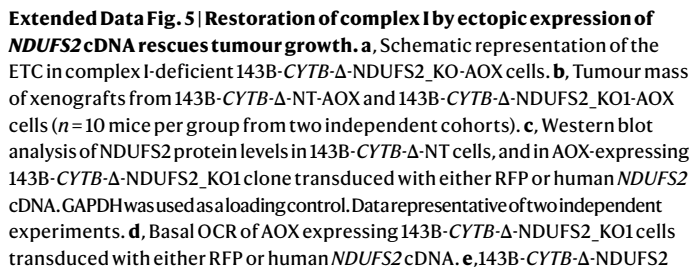 Extended Data Fig. 5 | Restoration of complex I by ectopic expression of
NDUFS2 cDNA rescues tumour growth. a, Schematic representation of the
ETC in complex I-deficient 143B-CYTB-Δ-NDUFS2_KO-AOX cells. b, Tumour mass
of xenografts from 143B-CYTB-Δ-NT-AOX and 143B-CYTB-Δ-NDUFS2_KO1-AOX
cells (n = 10 mice per group from two independent cohorts). c, Western blot
analysis of NDUFS2 protein levels in 143B-CYTB-Δ-NT cells, and in AOX-expressing
143B-CYTB-Δ-NDUFS2_KO1 clone transduced with either RFP or human NDUFS2
cDNA. GAPDH was used as a loading control. Data representative of two independent
experiments. d, Basal OCR of AOX expressing 143B-CYTB-Δ-NDUFS2_KO1 cells
transduced with either RFP or human NDUFS2 cDNA. e,143B-CYTB-Δ-NDUFS2